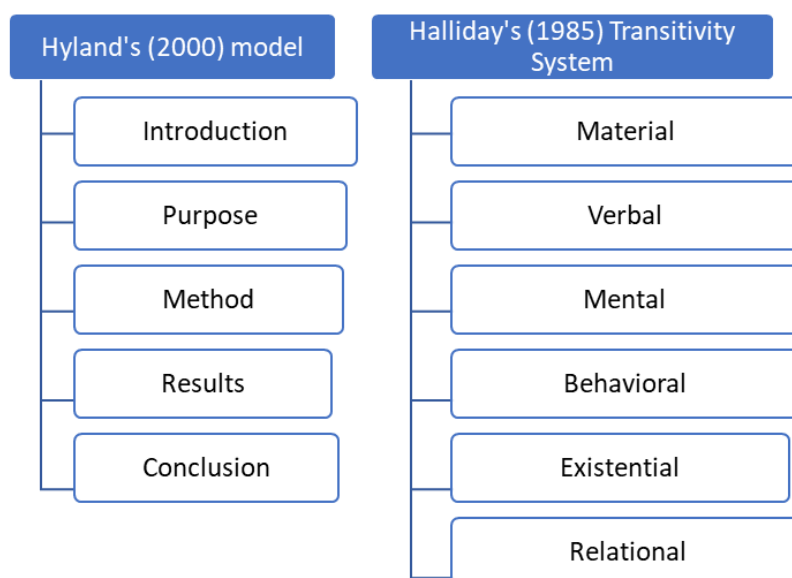 Hyland's (2000) model
Introduction
Purpose
Method
Results
Conclusion
Halliday's (1985) Transitivity
System
Material
Verbal
Mental
Behavioral
Existential
Relational